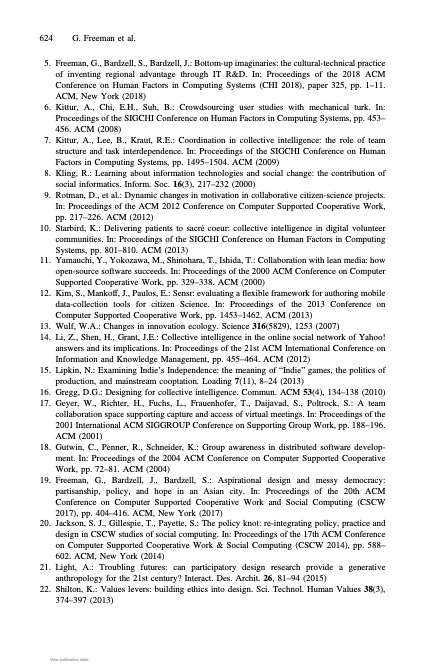 624 G. Freeman et al.
5. Freeman, G., Bardzell, S., Bardzell, J.: Bottom-up imaginaries: the cultural-technical practice
of inventing regional advantage through IT R&D. In: Proceedings of the 2018 ACM
Conference on Human Factors in Computing Systems (CHI 2018), paper 325, pp. 1–11.
ACM, New York (2018)
6. Kittur, A., Chi, E.H., Suh, B.: Crowdsourcing user studies with mechanical turk. In:
Proceedings of the SIGCHI Conference on Human Factors in Computing Systems, pp. 453–
456. ACM (2008)
7. Kittur, A., Lee, B., Kraut, R.E.: Coordination in collective intelligence: the role of team
structure and task interdependence. In: Proceedings of the SIGCHI Conference on Human
Factors in Computing Systems, pp. 1495–1504. ACM (2009)
8. Kling, R.: Learning about information technologies and social change: the contribution of
social informatics. Inform. Soc. 16(3), 217–232 (2000)
9. Rotman, D., et al.: Dynamic changes in motivation in collaborative citizen-science projects.
In: Proceedings of the ACM 2012 Conference on Computer Supported Cooperative Work,
pp. 217–226. ACM (2012)
10. Starbird, K.: Delivering patients to sacré coeur: collective intelligence in digital volunteer
communities. In: Proceedings of the SIGCHI Conference on Human Factors in Computing
Systems, pp. 801–810. ACM (2013)
11. Yamauchi, Y., Yokozawa, M., Shinohara, T., Ishida, T.: Collaboration with lean media: how
open-source software succeeds. In: Proceedings of the 2000 ACM Conference on Computer
Supported Cooperative Work, pp. 329–338. ACM (2000)
12. Kim, S., Mankoff, J., Paulos, E.: Sensr: evaluating a flexible framework for authoring mobile
data-collection tools for citizen Science. In: Proceedings of the 2013 Conference on
Computer Supported Cooperative Work, pp. 1453–1462. ACM (2013)
13. Wulf, W.A.: Changes in innovation ecology. Science 316(5829), 1253 (2007)
14. Li, Z., Shen, H., Grant, J.E.: Collective intelligence in the online social network of Yahoo!
answers and its implications. In: Proceedings of the 21st ACM International Conference on
Information and Knowledge Management, pp. 455–464. ACM (2012)
15. Lipkin, N.: Examining Indie's Independence: the meaning of “Indie” games, the politics of
production, and mainstream cooptation. Loading 7(11), 8–24 (2013)
16. Gregg, D.G.: Designing for collective intelligence. Commun. ACM 53(4), 134–138 (2010)
17. Geyer, W., Richter, H., Fuchs, L., Frauenhofer, T., Daijavad, S., Poltrock, S.: A team
collaboration space supporting capture and access of virtual meetings. In: Proceedings of the
2001 International ACM SIGGROUP Conference on Supporting Group Work, pp. 188–196.
ACM (2001)
18. Gutwin, C., Penner, R., Schneider, K.: Group awareness in distributed software develop-
ment. In: Proceedings of the 2004 ACM Conference on Computer Supported Cooperative
Work, pp. 72–81. ACM (2004)
19. Freeman, G., Bardzell, J., Bardzell, S.: Aspirational design and messy democracy:
partisanship, policy, and hope in an Asian city. In: Proceedings of the 20th ACM
Conference on Computer Supported Cooperative Work and Social Computing (CSCW
2017), pp. 404–416. ACM, New York (2017)
20. Jackson, S. J., Gillespie, T., Payette, S.: The policy knot: re-integrating policy, practice and
design in CSCW studies of social computing. In: Proceedings of the 17th ACM Conference
on Computer Supported Cooperative Work & Social Computing (CSCW 2014), pp. 588–
602. ACM, New York (2014)
21. Light, A.: Troubling futures: can participatory design research provide a generative
anthropology for the 21st century? Interact. Des. Archit. 26, 81–94 (2015)
22. Shilton, K.: Values levers: building ethics into design. Sci. Technol. Human Values 38(3),
374–397 (2013)
View publication stats